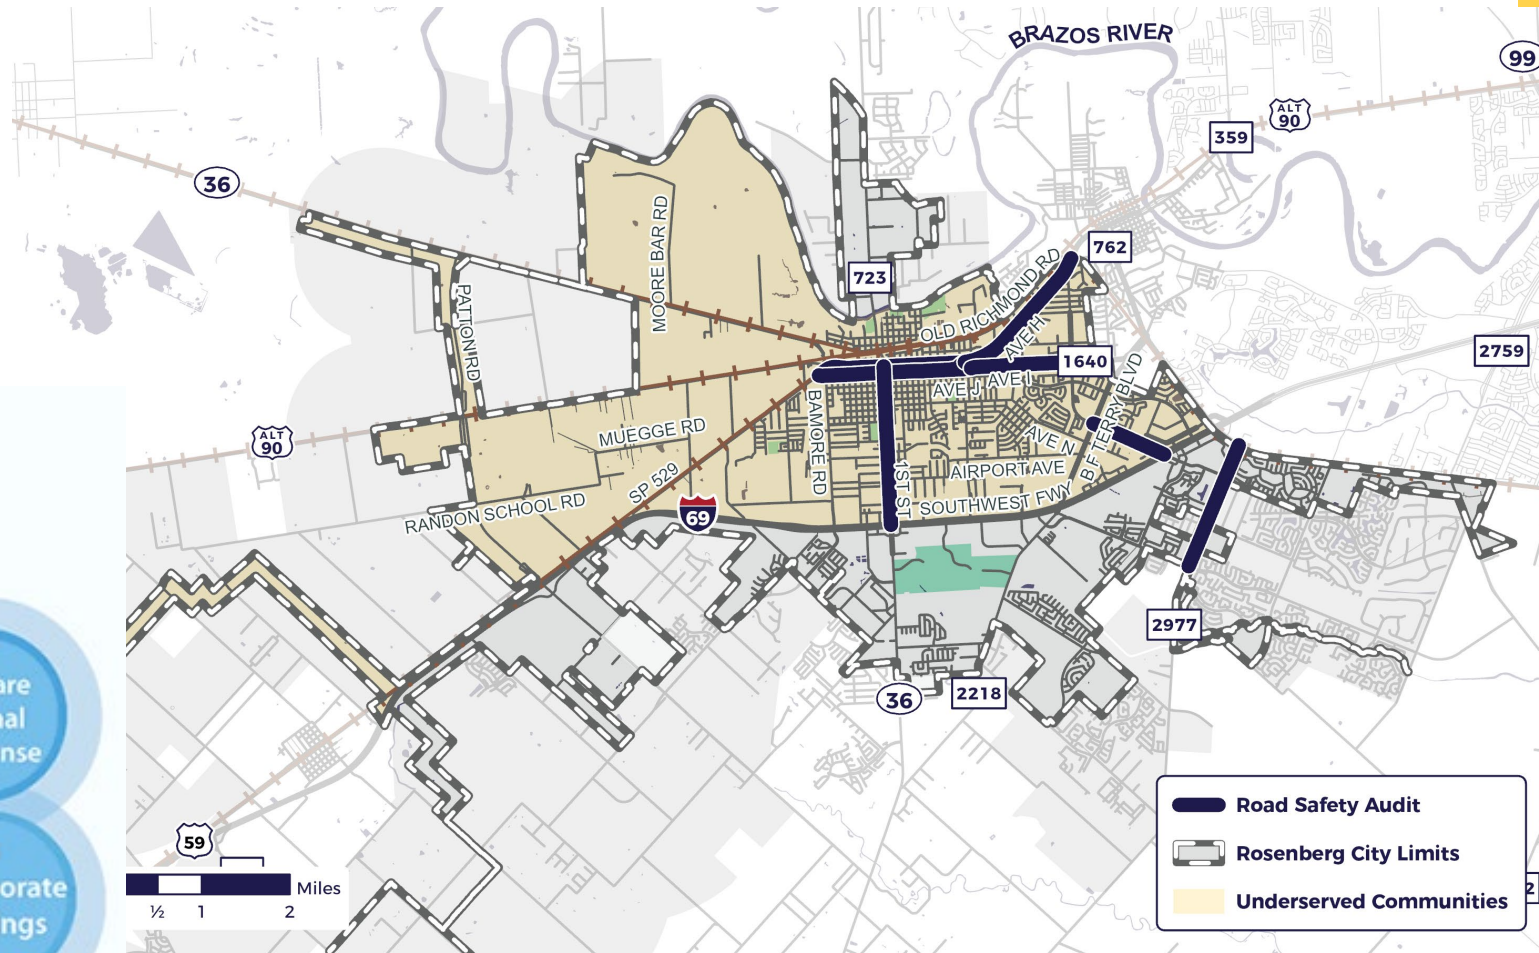 BRAZOS RIVER
99
ALT
90
359
36
762
723
MOORE BAR RD
OLD RICHMOND RD
PATTON RD
AVE H
1640
2759
AVE J
AVE I
B F TERRY BLVD
ALT
90
MUEGGE RD
BAMORE RD
AVE N
SP 529
1ST ST
AIRPORT AVE
RANDON SCHOOL RD
69
SOUTHWEST FWY
2977
36
2218
59
Miles
½ 1 2
Road Safety Audit
Rosenberg City Limits
Underserved Communities